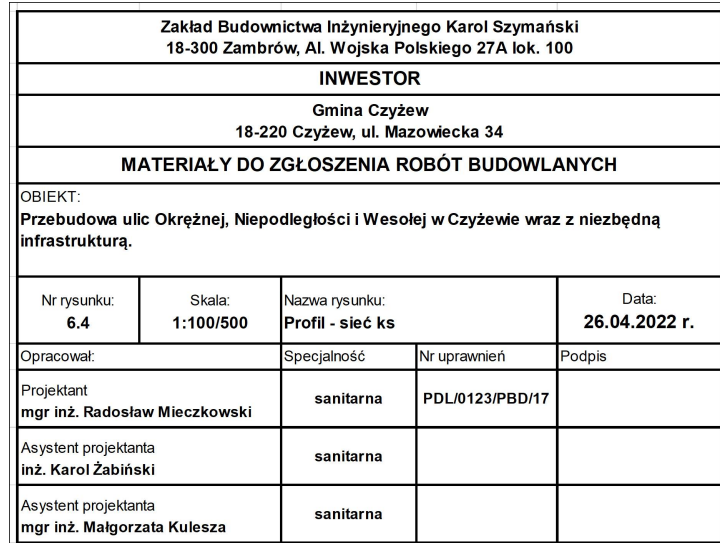 Zakład Budownictwa Inżynieryjnego Karol Szymański
18-300 Zambrów, Al. Wojska Polskiego 27A lok. 100
INWESTOR
Gmina Czyżew
18-220 Czyżew, ul. Mazowiecka 34
MATERIAŁY DO ZGŁOSZENIA ROBÓT BUDOWLANYCH
OBIEKT:
Przebudowa ulic Okrężnej, Niepodległości i Wesołej w Czyżewie wraz z niezbędną
infrastrukturą.
Nr rysunku:
6.4
Skala:
1:100/500
Nazwa rysunku:
Profil - sieć ks
Data:
26.04.2022 r.
Opracował:
Specjalność
Nr uprawnień
Podpis
Projektant
mgr inż. Radosław Mieczkowski
sanitarna
PDL/0123/PBD/17
Asystent projektanta
inż. Karol Żabiński
sanitarna
Asystent projektanta
mgr inż. Małgorzata Kulesza
sanitarna